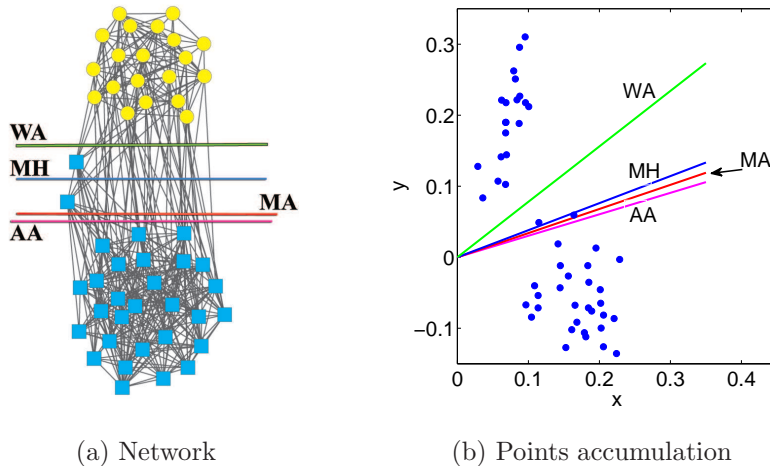 WA
MH
MA
AA
(a) Network
0.3
0.2
0.1
0
−0.1
y
0
0.1
0.2
0.3
0.4
x
WA
MH
MA
AA
(b) Points accumulation